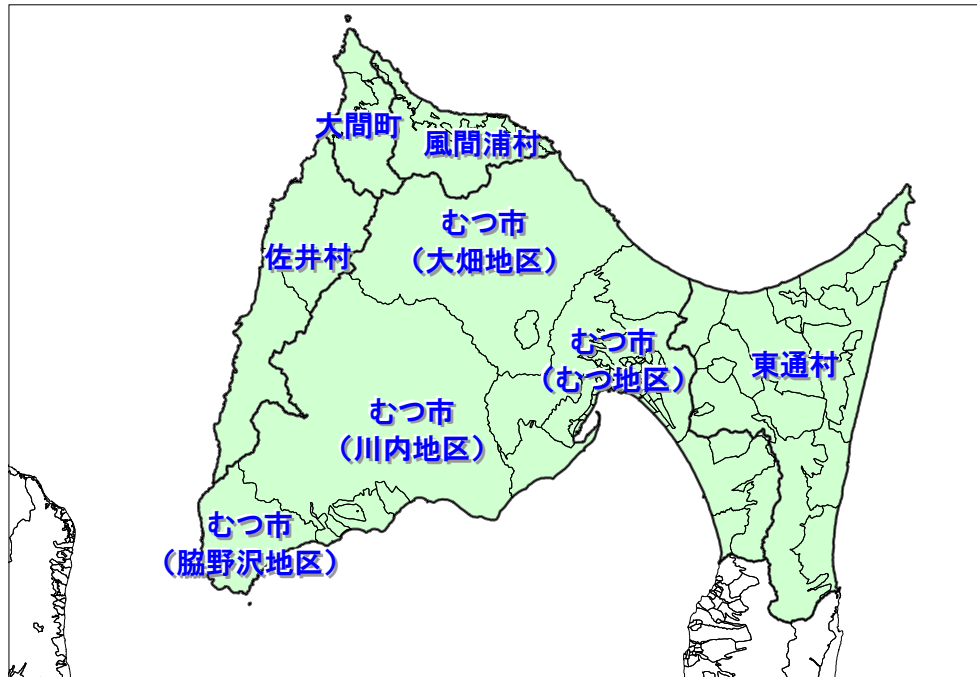 大間町
風間浦村
むつ市
（大畑地区）
佐井村
むつ市
（むつ地区）
東通村
むつ市
（川内地区）
むつ市
（脇野沢地区）